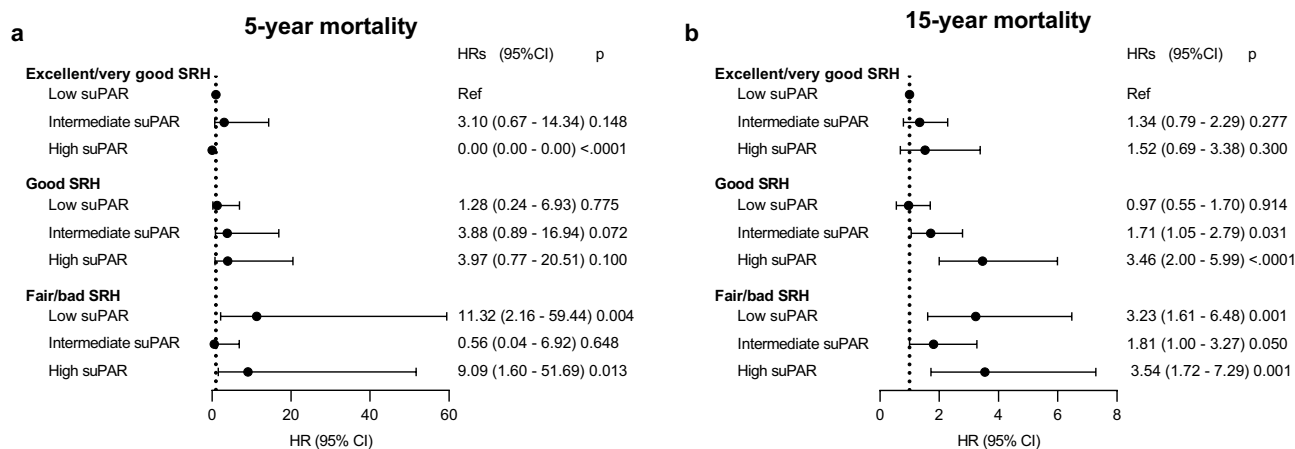 a
5-year mortality
HRs (95%CI) p
Excellent/very good SRH
Low suPAR Ref
Intermediate suPAR 3.10 (0.67 - 14.34) 0.148
High suPAR 0.00 (0.00 - 0.00) <.0001
Good SRH
Low suPAR 1.28 (0.24 - 6.93) 0.775
Intermediate suPAR 3.88 (0.89 - 16.94) 0.072
High suPAR 3.97 (0.77 - 20.51) 0.100
Fair/bad SRH
Low suPAR 11.32 (2.16 - 59.44) 0.004
Intermediate suPAR 0.56 (0.04 - 6.92) 0.648
High suPAR 9.09 (1.60 - 51.69) 0.013
0 20 40 60
HR (95% CI)
b
15-year mortality
HRs (95%CI) p
Excellent/very good SRH
Low suPAR Ref
Intermediate suPAR 1.34 (0.79 - 2.29) 0.277
High suPAR 1.52 (0.69 - 3.38) 0.300
Good SRH
Low suPAR 0.97 (0.55 - 1.70) 0.914
Intermediate suPAR 1.71 (1.05 - 2.79) 0.031
High suPAR 3.46 (2.00 - 5.99) <.0001
Fair/bad SRH
Low suPAR 3.23 (1.61 - 6.48) 0.001
Intermediate suPAR 1.81 (1.00 - 3.27) 0.050
High suPAR 3.54 (1.72 - 7.29) 0.001
0 2 4 6 8
HR (95% CI)